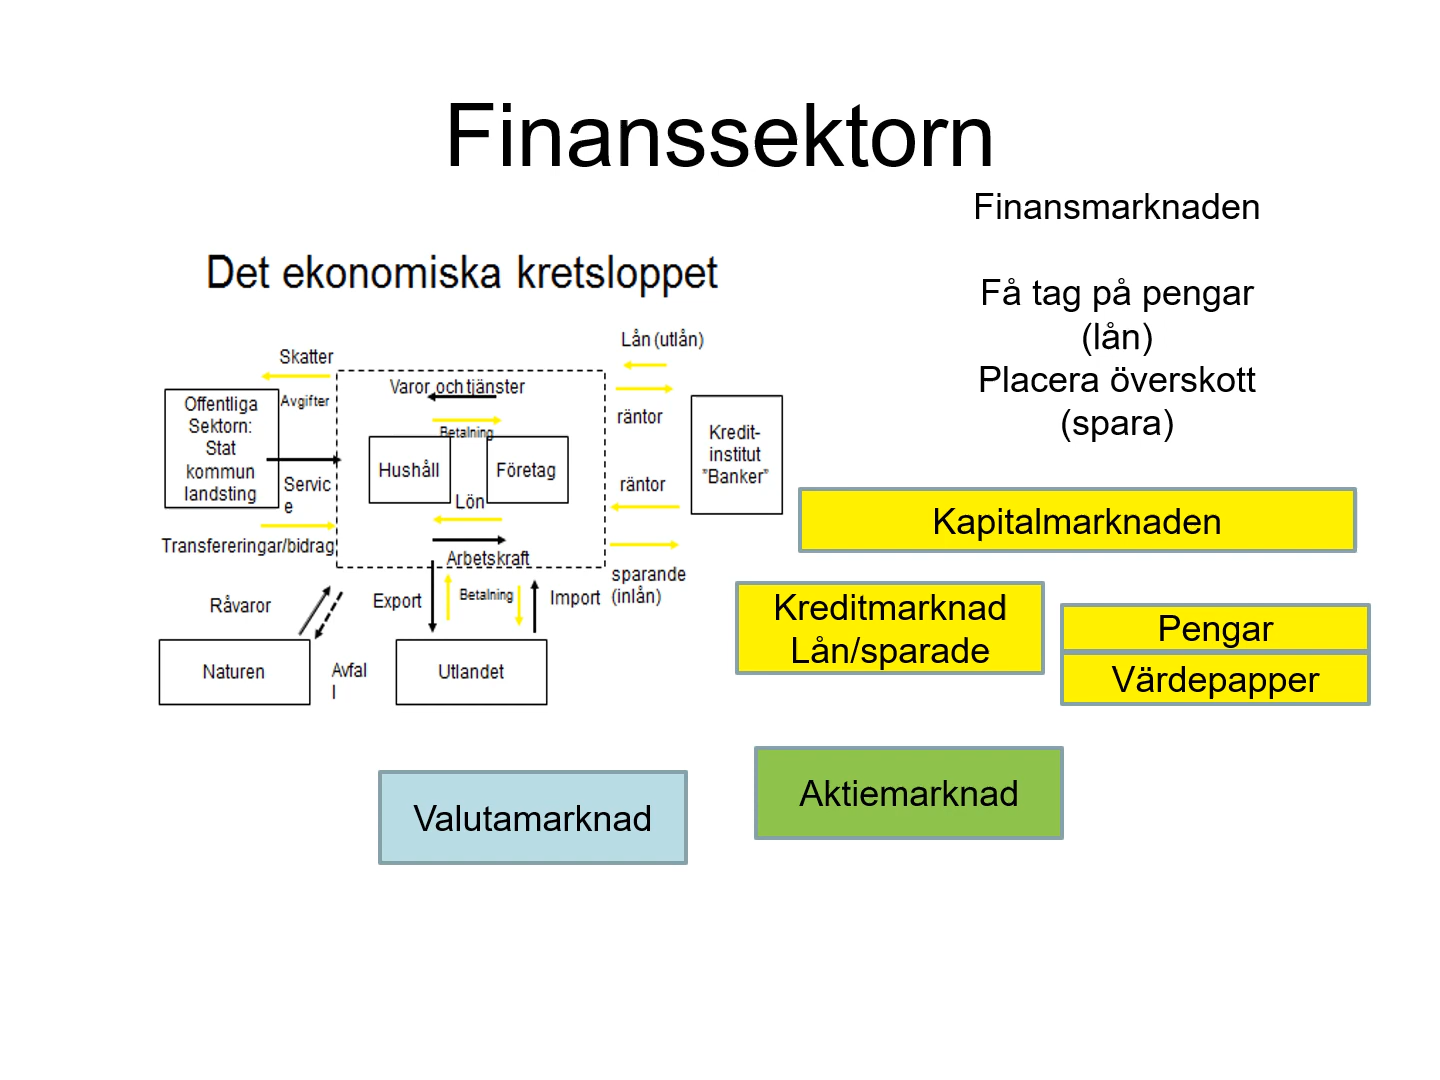 Finanssektorn
Finansmarknaden
Få tag på pengar
(lån)
Placera överskott
(spara)
Det ekonomiska kretsloppet
Lån (utlån)
Skatter
Varor och tjänster
Avgifter
Offentliga
Sektorn:
Stat
kommun
landsting
räntor
Betalning
Kredit-
institut
"Banker"
Hushåll
Företag
Servic
e
Lön
räntor
Transfereringar/bidrag
Arbetskraft
sparande
(inlån)
Råvaror
Export
Betalning
Import
Naturen
Avfal
l
Utlandet
Kapitalmarknaden
Kreditmarknad
Lån/sparade
Pengar
Värdepapper
Valutamarknad
Aktiemarknad